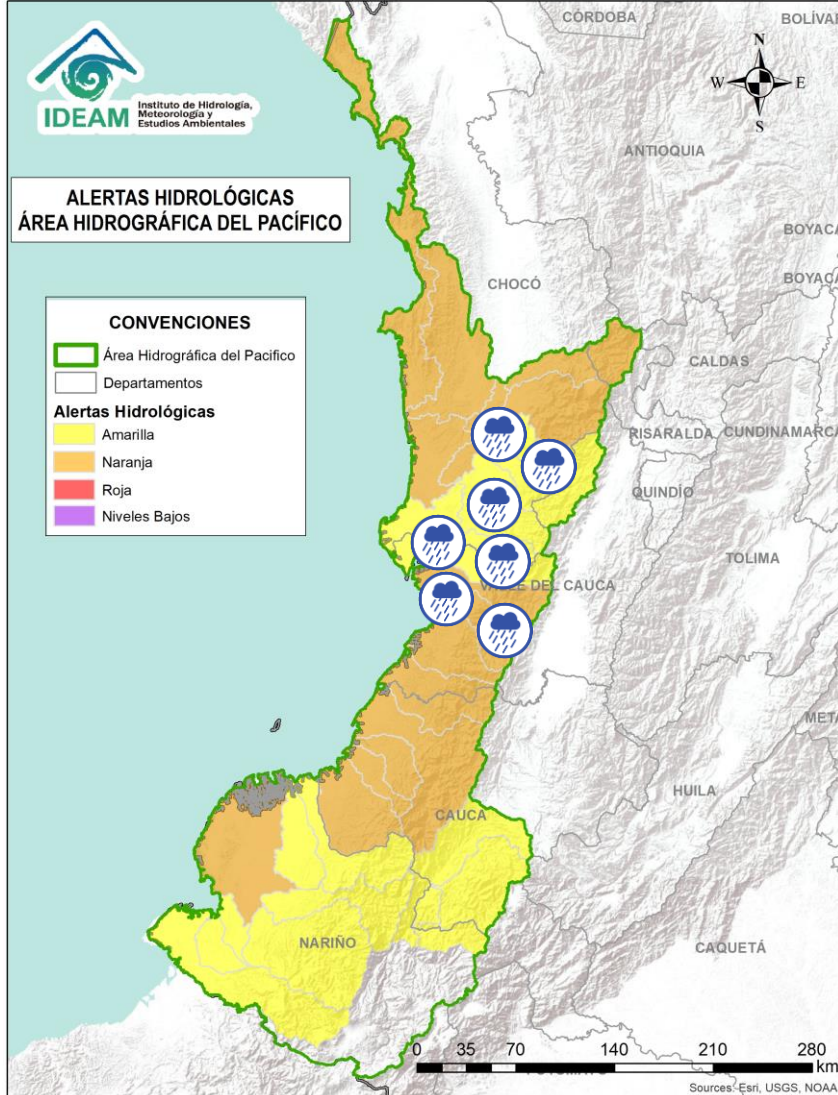 CÓRDOBA
BOLÍVAR
N
W
E
S
IDEAM
Instituto de Hidrología,
Meteorología y
Estudios Ambientales
ANTIOQUIA
ALERTAS HIDROLÓGICAS
ÁREA HIDROGRÁFICA DEL PACÍFICO
BOYACÁ
BOYACÁ
CHOCÓ
CONVENCIONES
Área Hidrográfica del Pacifico
Departamentos
Alertas Hidrológicas
Amarilla
Naranja
Roja
Niveles Bajos
CALDAS
RISARALDA
CUNDINAMARCA
QUINDÍO
TOLIMA
VALLE DEL CAUCA
META
HUILA
CAUCA
NARIÑO
CAQUETÁ
0 35 70 140 210 280
km
Sources: Esri, USGS, NOAA